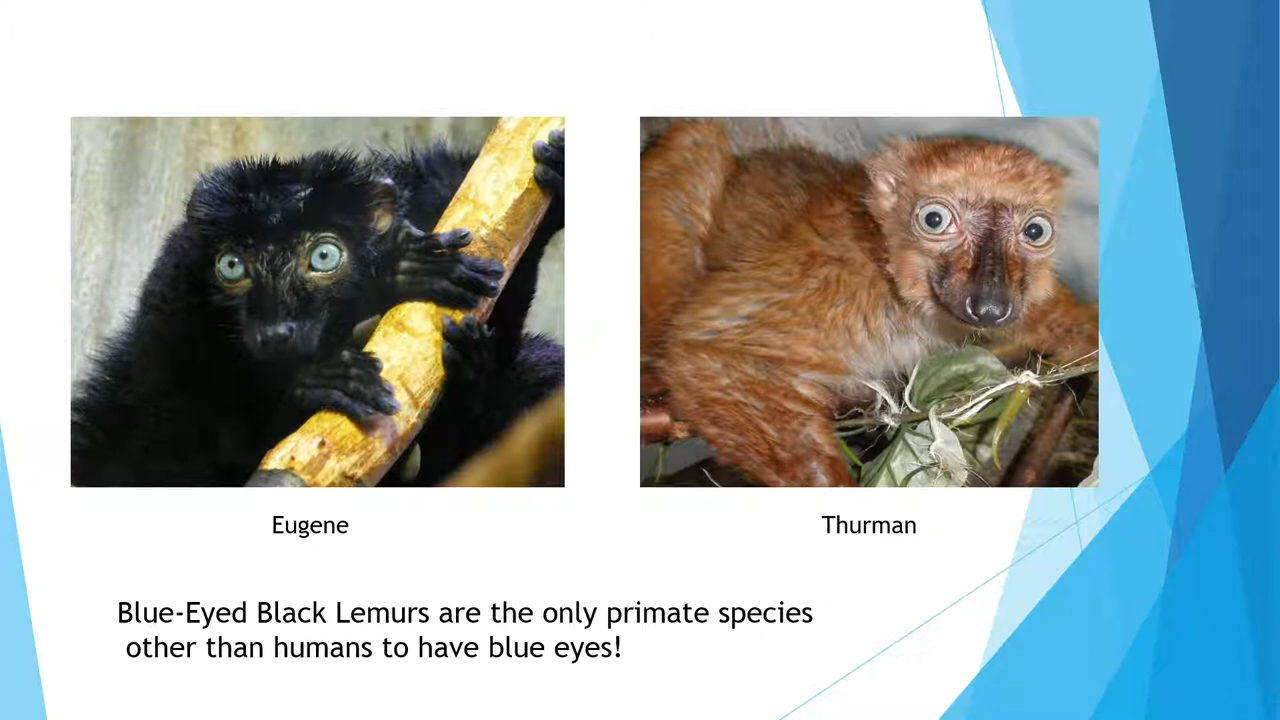 Eugene
Thurman
Blue-Eyed Black Lemurs are the only primate species
other than humans to have blue eyes!